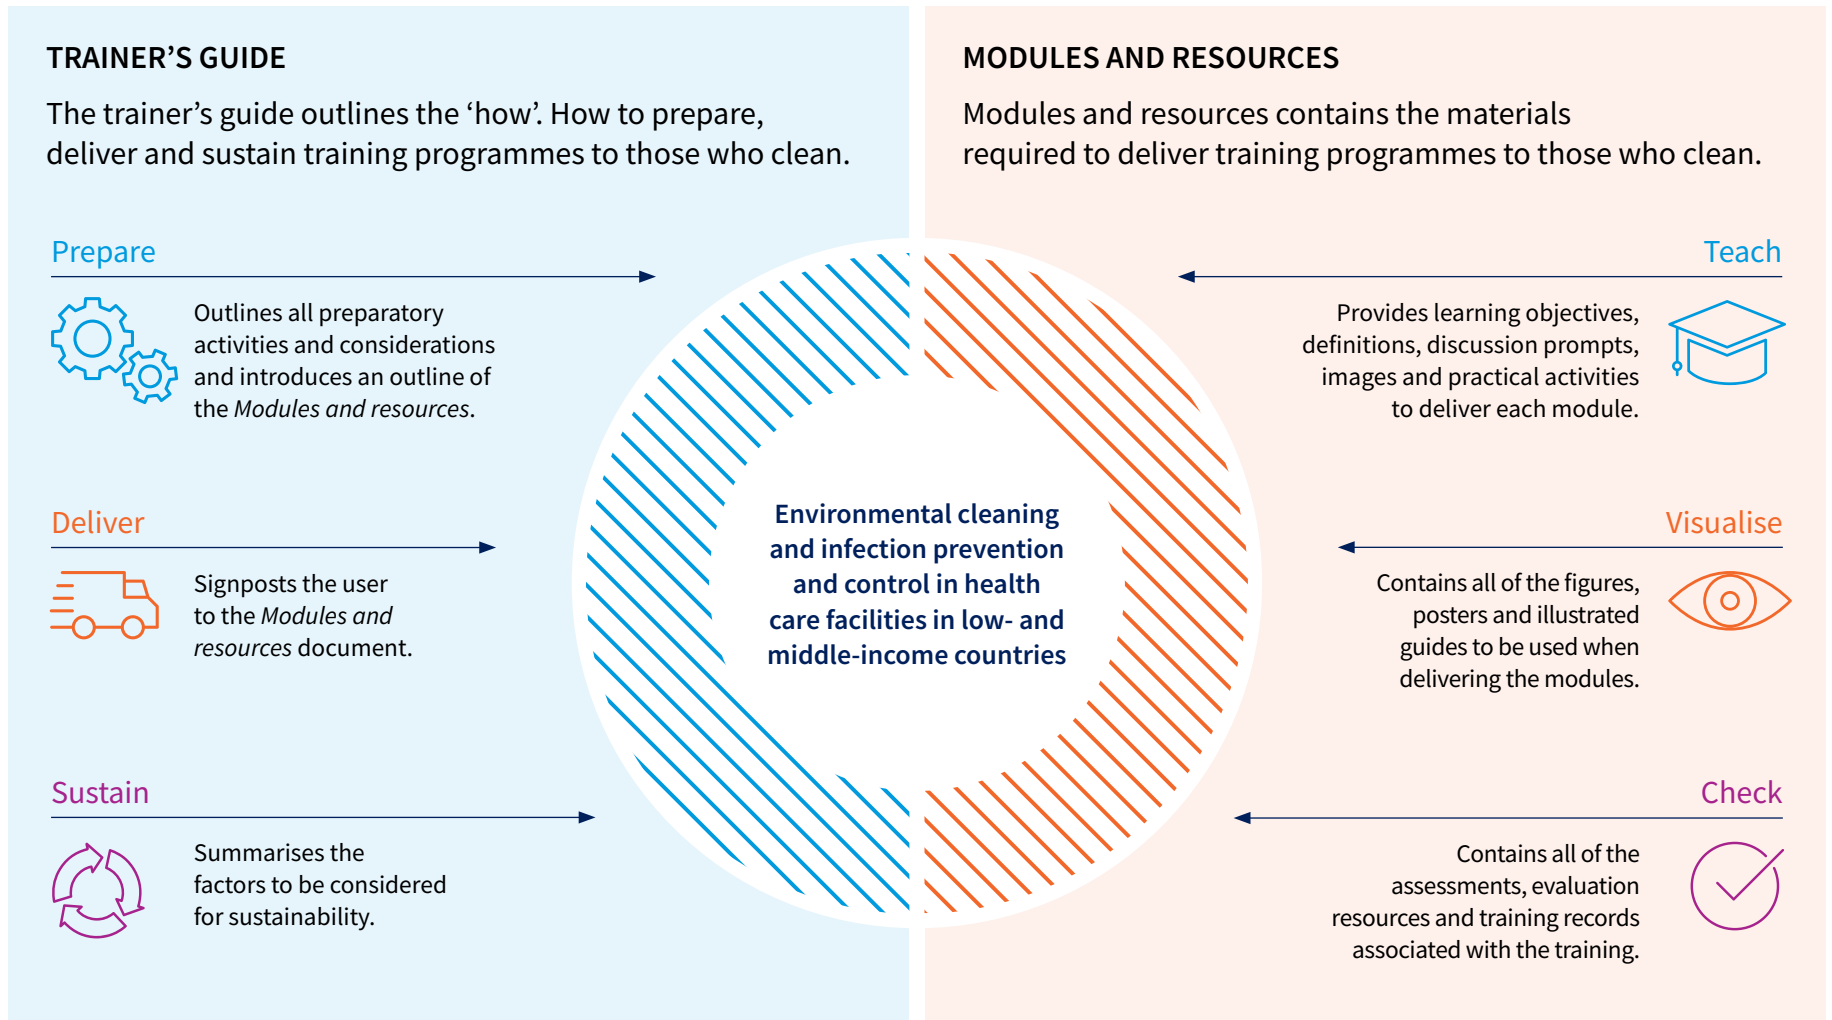 TRAINER’S GUIDE
The trainer’s guide outlines the ‘how’. How to prepare,
deliver and sustain training programmes to those who clean.
Prepare
Outlines all preparatory
activities and considerations
and introduces an outline of
the Modules and resources.
Deliver
Signposts the user
to the Modules and
resources document.
Sustain
Summarises the
factors to be considered
for sustainability.
Environmental cleaning
and infection prevention
and control in health
care facilities in low- and
middle-income countries
MODULES AND RESOURCES
Modules and resources contains the materials
required to deliver training programmes to those who clean.
Teach
Provides learning objectives,
definitions, discussion prompts,
images and practical activities
to deliver each module.
Visualise
Contains all of the figures,
posters and illustrated
guides to be used when
delivering the modules.
Check
Contains all of the
assessments, evaluation
resources and training records
associated with the training.